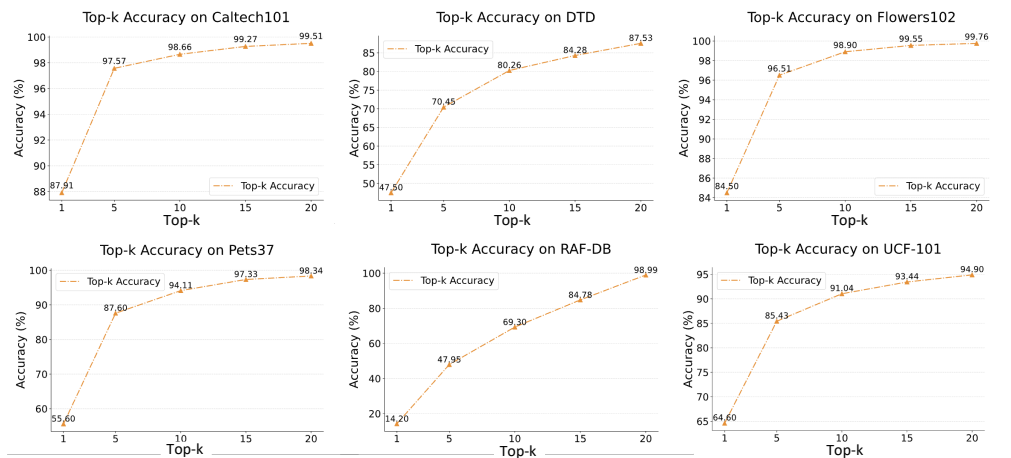 Top-k Accuracy on Caltech101
Accuracy (%)
100
98
96
94
92
90
88
87.91
97.57
98.66
99.27
99.51
Top-k Accuracy
1 5 10 15 20
Top-k
Top-k Accuracy on DTD
Accuracy (%)
85
80
75
70
65
60
55
50
47.50
70.45
80.26
84.28
87.53
Top-k Accuracy
1 5 10 15 20
Top-k
Top-k Accuracy on Flowers102
Accuracy (%)
100
98
96
94
92
90
88
86
84
84.50
96.51
98.90
99.55
99.76
Top-k Accuracy
1 5 10 15 20
Top-k
Top-k Accuracy on Pets37
Accuracy (%)
100
90
80
70
60
55.60
87.60
94.11
97.33
98.34
Top-k Accuracy
1 5 10 15 20
Top-k
Top-k Accuracy on RAF-DB
Accuracy (%)
100
80
60
40
20
14.20
47.95
69.30
84.78
98.99
Top-k Accuracy
1 5 10 15 20
Top-k
Top-k Accuracy on UCF-101
Accuracy (%)
95
90
85
80
75
70
65
64.60
85.43
91.04
93.44
94.90
Top-k Accuracy
1 5 10 15 20
Top-k